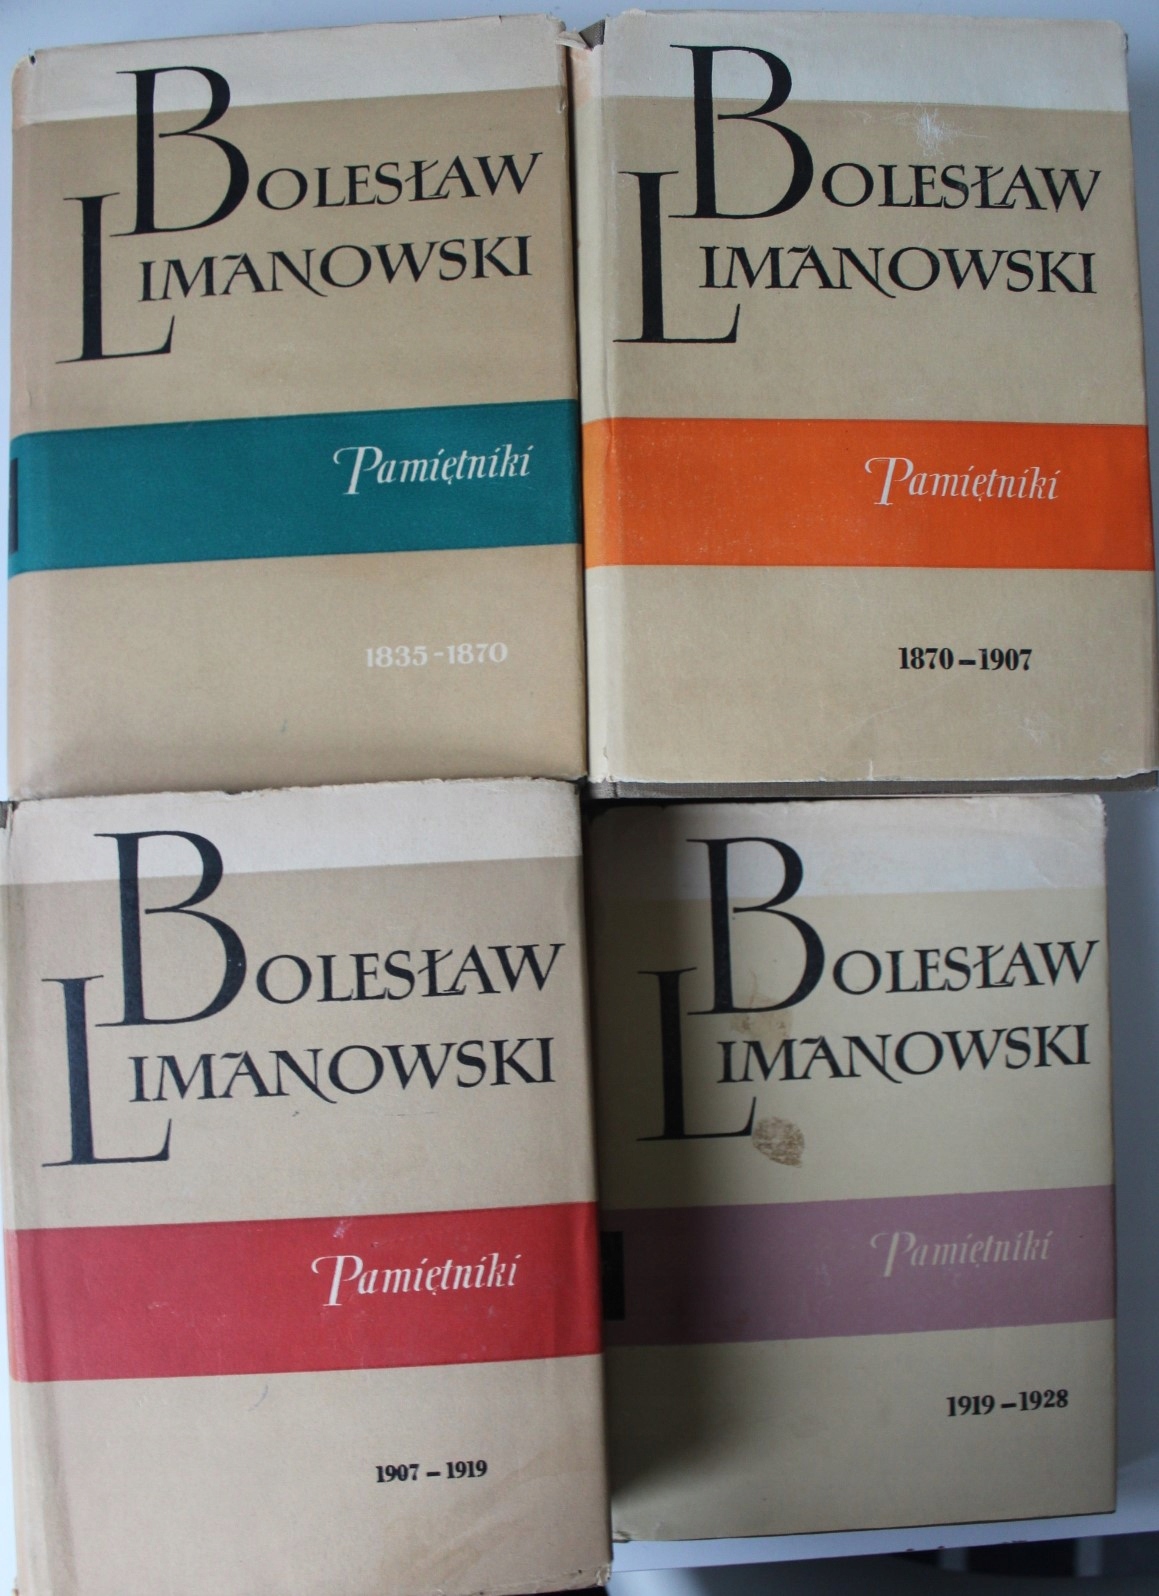 BOLESŁAW
LIMANOWSKI
Pamiętniki
1835-1870
BOLESŁAW
LIMANOWSKI
Pamiętniki
1870-1907
BOLESŁAW
LIMANOWSKI
Pamiętniki
1907-1919
BOLESŁAW
LIMANOWSKI
Pamiętniki
1919-1928